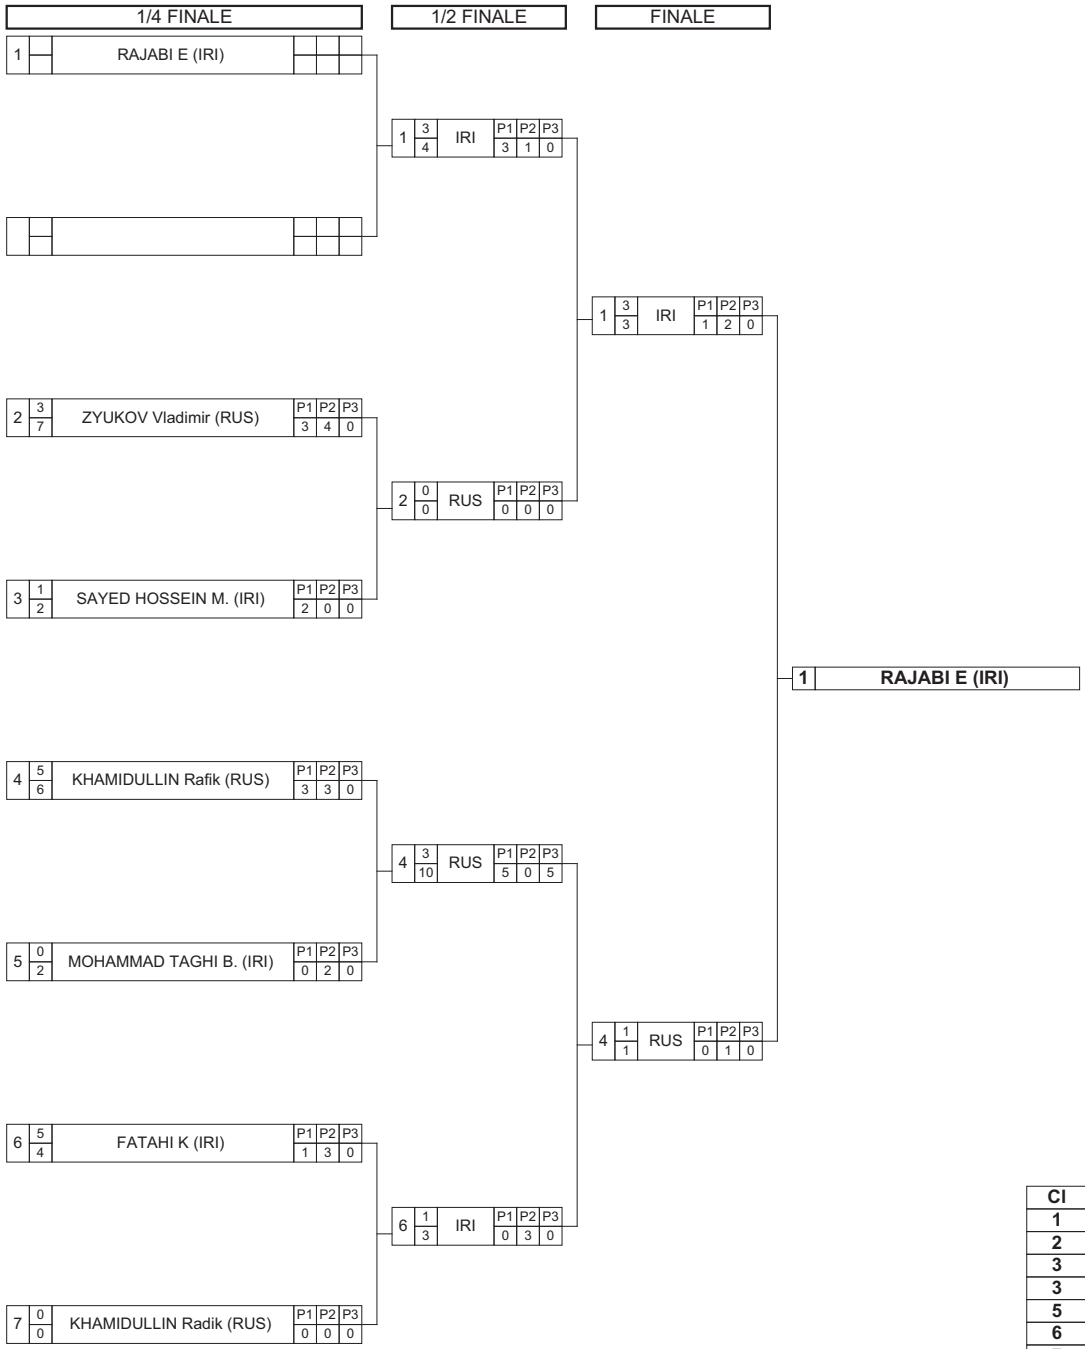 1/4 FINALE 1/2 FINALE FINALE
1 RAJABI E (IRI)
1 3 4 IRI P1 P2 P3 3 1 0
1 3 3 IRI P1 P2 P3 1 2 0
2 3 7 ZYUKOV Vladimir (RUS) P1 P2 P3 3 4 0
2 0 0 RUS P1 P2 P3 0 0 0
3 1 2 SAYED HOSSEIN M. (IRI) P1 P2 P3 2 0 0
1 RAJABI E (IRI)
4 5 6 KHAMIDULLIN Rafik (RUS) P1 P2 P3 3 3 0
4 3 10 RUS P1 P2 P3 5 0 5
5 0 2 MOHAMMAD TAGHI B. (IRI) P1 P2 P3 0 2 0
4 1 1 RUS P1 P2 P3 0 1 0
6 5 4 FATAHI K (IRI) P1 P2 P3 1 3 0
6 1 3 IRI P1 P2 P3 0 3 0
7 0 0 KHAMIDULLIN Radik (RUS) P1 P2 P3 0 0 0
Cl
1
2
3
3
5
6